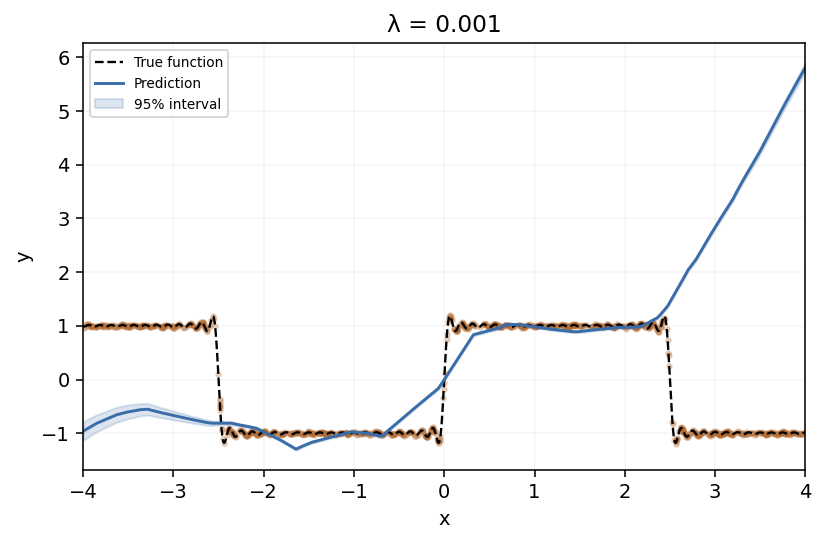 λ = 0.001
True function
Prediction
95% interval
6
5
4
3
2
1
0
−1
y
−4 −3 −2 −1 0 1 2 3 4
x